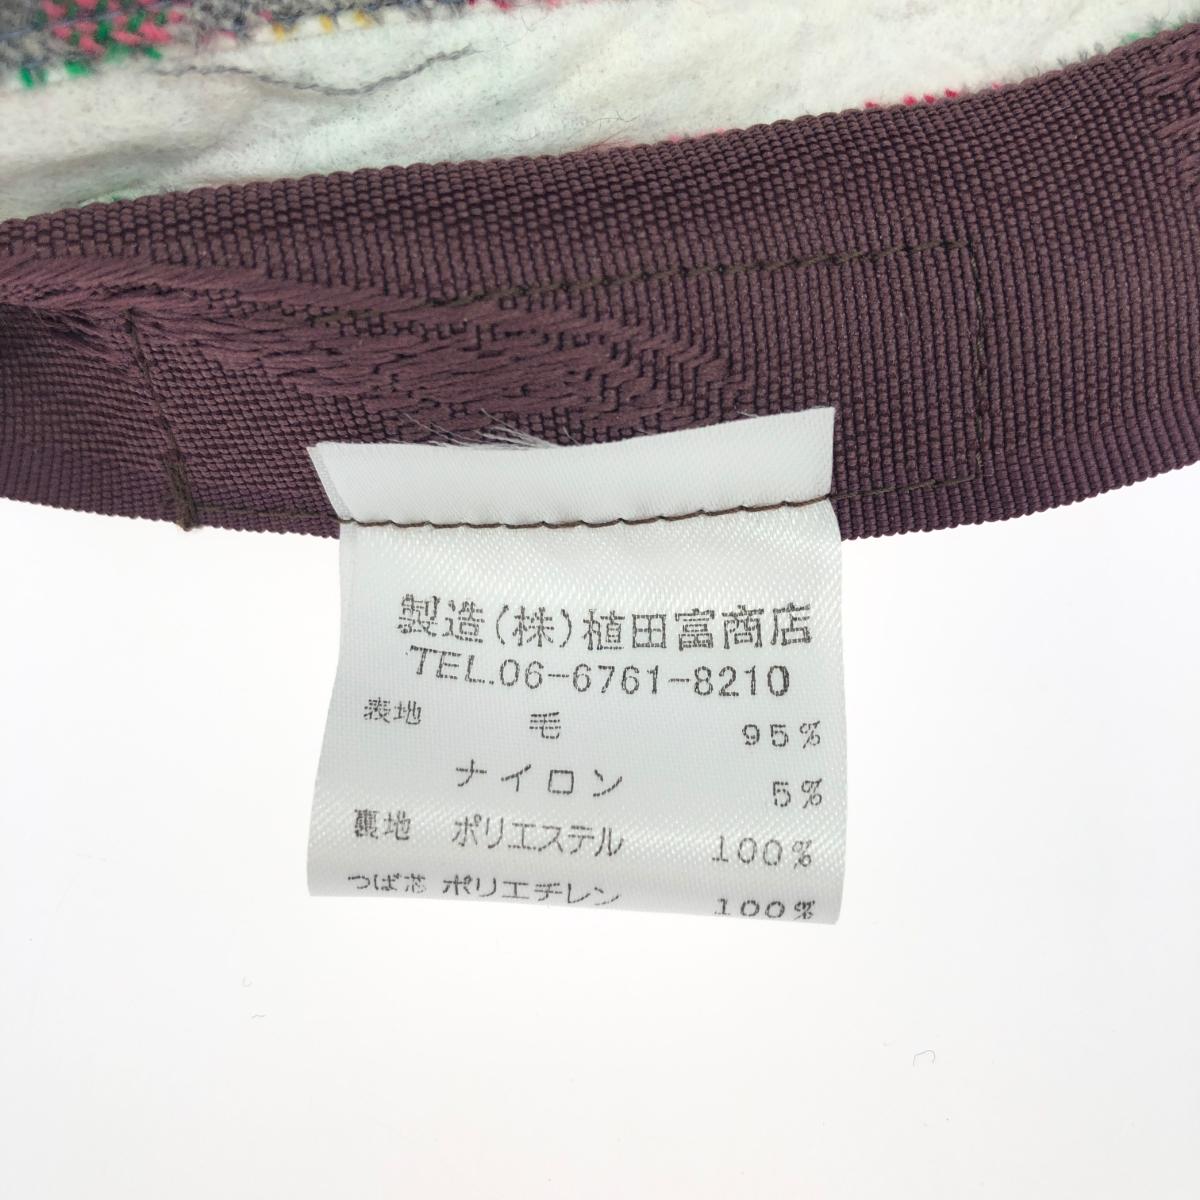 製造(株)植田富商店
TEL.06-6761-8210
表地 毛 95%
ナイロン 5%
裏地 ポリエステル 100%
つば芯 ポリエチレン 100%